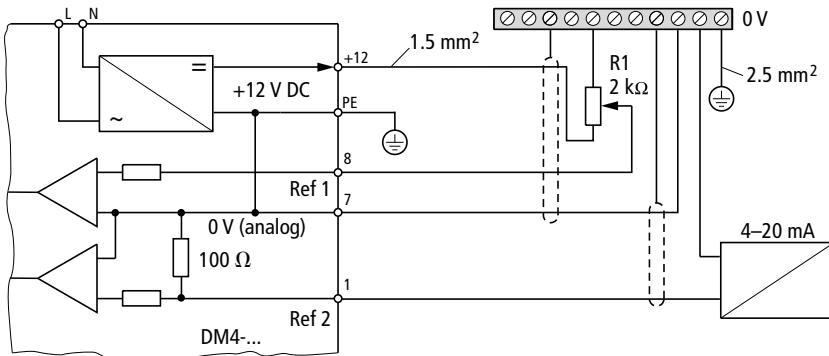 L N
0 V
+12
1.5 mm²
R1
2 kΩ
2.5 mm²
=
+12 V DC
~
PE
8
Ref 1
7
0 V (analog)
4–20 mA
100 Ω
1
Ref 2
DM4-...